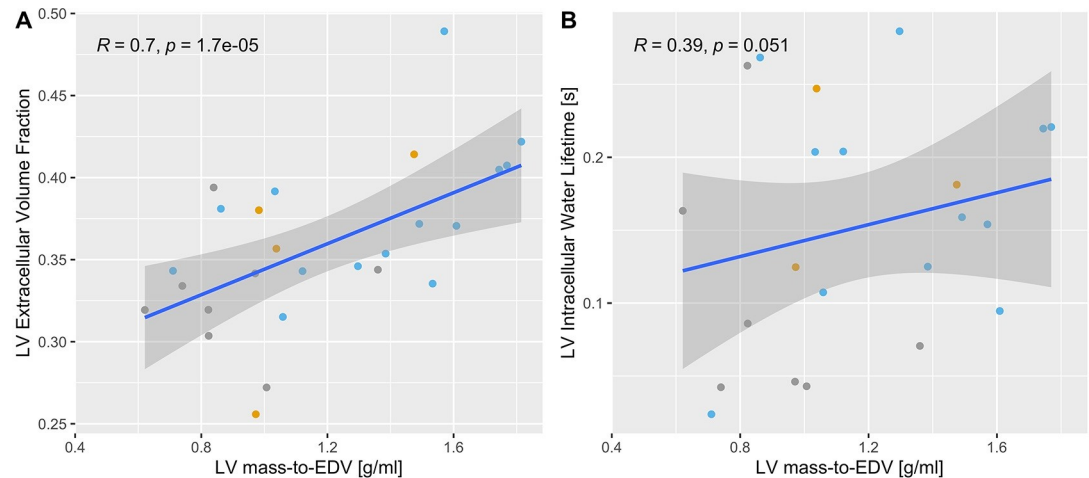 A
R = 0.7, p = 1.7e-05
0.50
0.45
0.40
0.35
0.30
0.25
LV Extracellular Volume Fraction
0.4
0.8
1.2
1.6
LV mass-to-EDV [g/ml]
B
R = 0.39, p = 0.051
0.2
0.1
LV Intracellular Water Lifetime [s]
0.4
0.8
1.2
1.6
LV mass-to-EDV [g/ml]